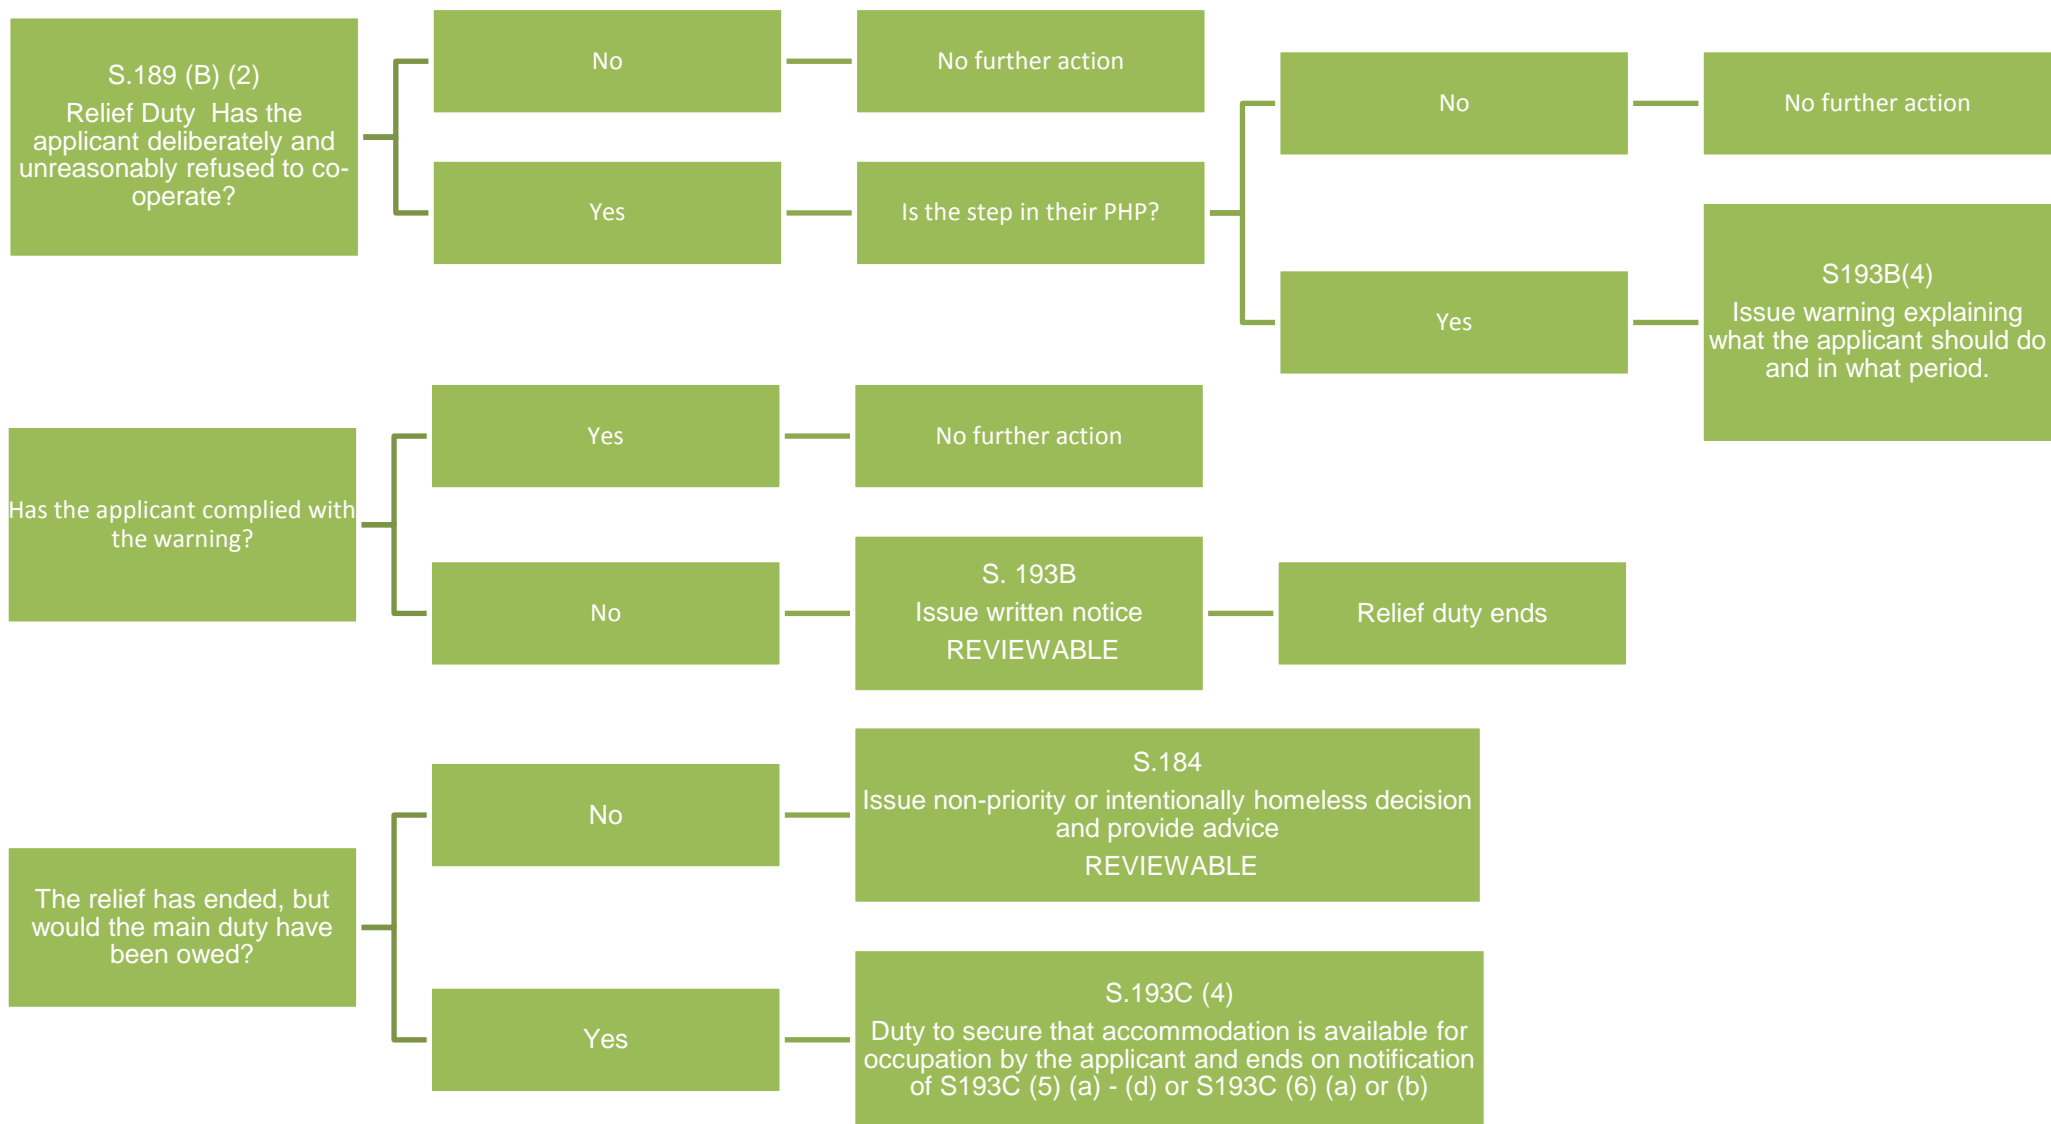 S.189 (B) (2)
Relief Duty  Has the
applicant deliberately and
unreasonably refused to co-
operate?
No
No further action
Yes
Is the step in their PHP?
No
No further action
Yes
S193B(4)
Issue warning explaining
what the applicant should do
and in what period.
Has the applicant complied with
the warning?
Yes
No further action
No
S. 193B
Issue written notice
REVIEWABLE
Relief duty ends
The relief has ended, but
would the main duty have
been owed?
No
S.184
Issue non-priority or intentionally homeless decision
and provide advice
REVIEWABLE
Yes
S.193C (4)
Duty to secure that accommodation is available for
occupation by the applicant and ends on notification
of S193C (5) (a) - (d) or S193C (6) (a) or (b)